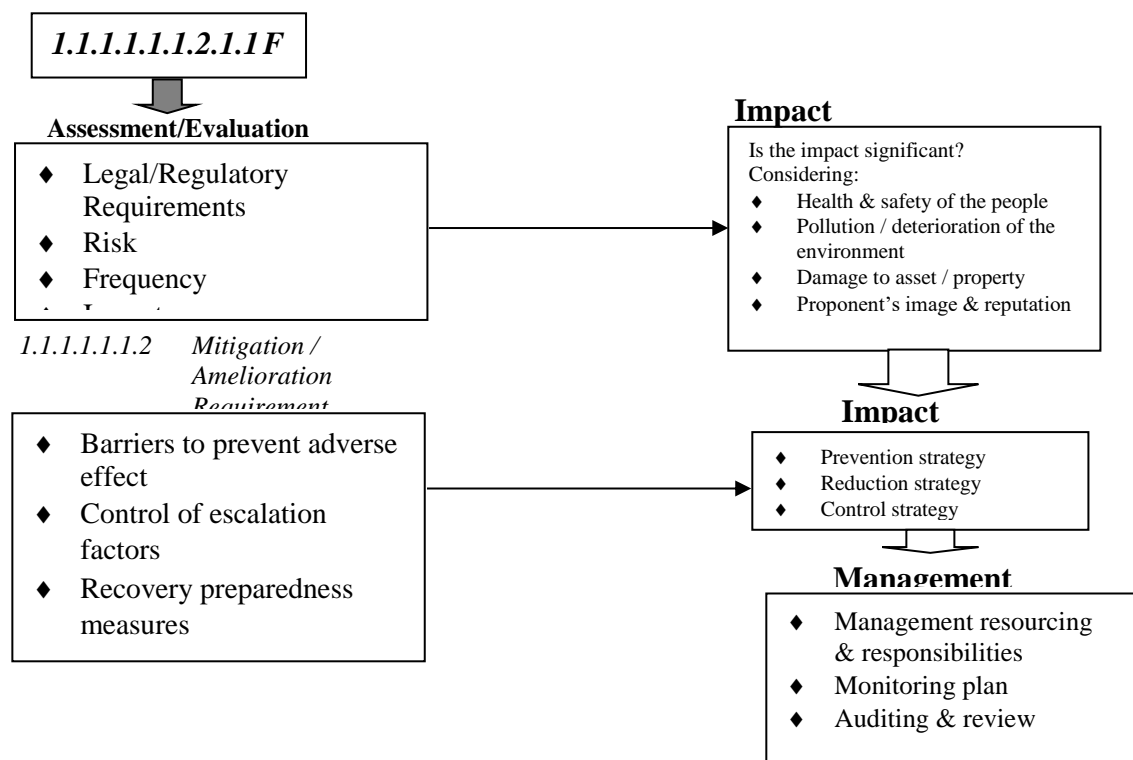 1.1.1.1.1.1.2.1.1 F
Assessment/Evaluation
♦ Legal/Regulatory
Requirements
♦ Risk
♦ Frequency
1.1.1.1.1.1.2 Mitigation /
Amelioration
Requirement
♦ Barriers to prevent adverse
effect
♦ Control of escalation
factors
♦ Recovery preparedness
measures
Impact
Is the impact significant?
Considering:
♦ Health & safety of the people
♦ Pollution / deterioration of the
environment
♦ Damage to asset / property
♦ Proponent's image & reputation
Impact
♦ Prevention strategy
♦ Reduction strategy
♦ Control strategy
Management
♦ Management resourcing
& responsibilities
♦ Monitoring plan
♦ Auditing & review